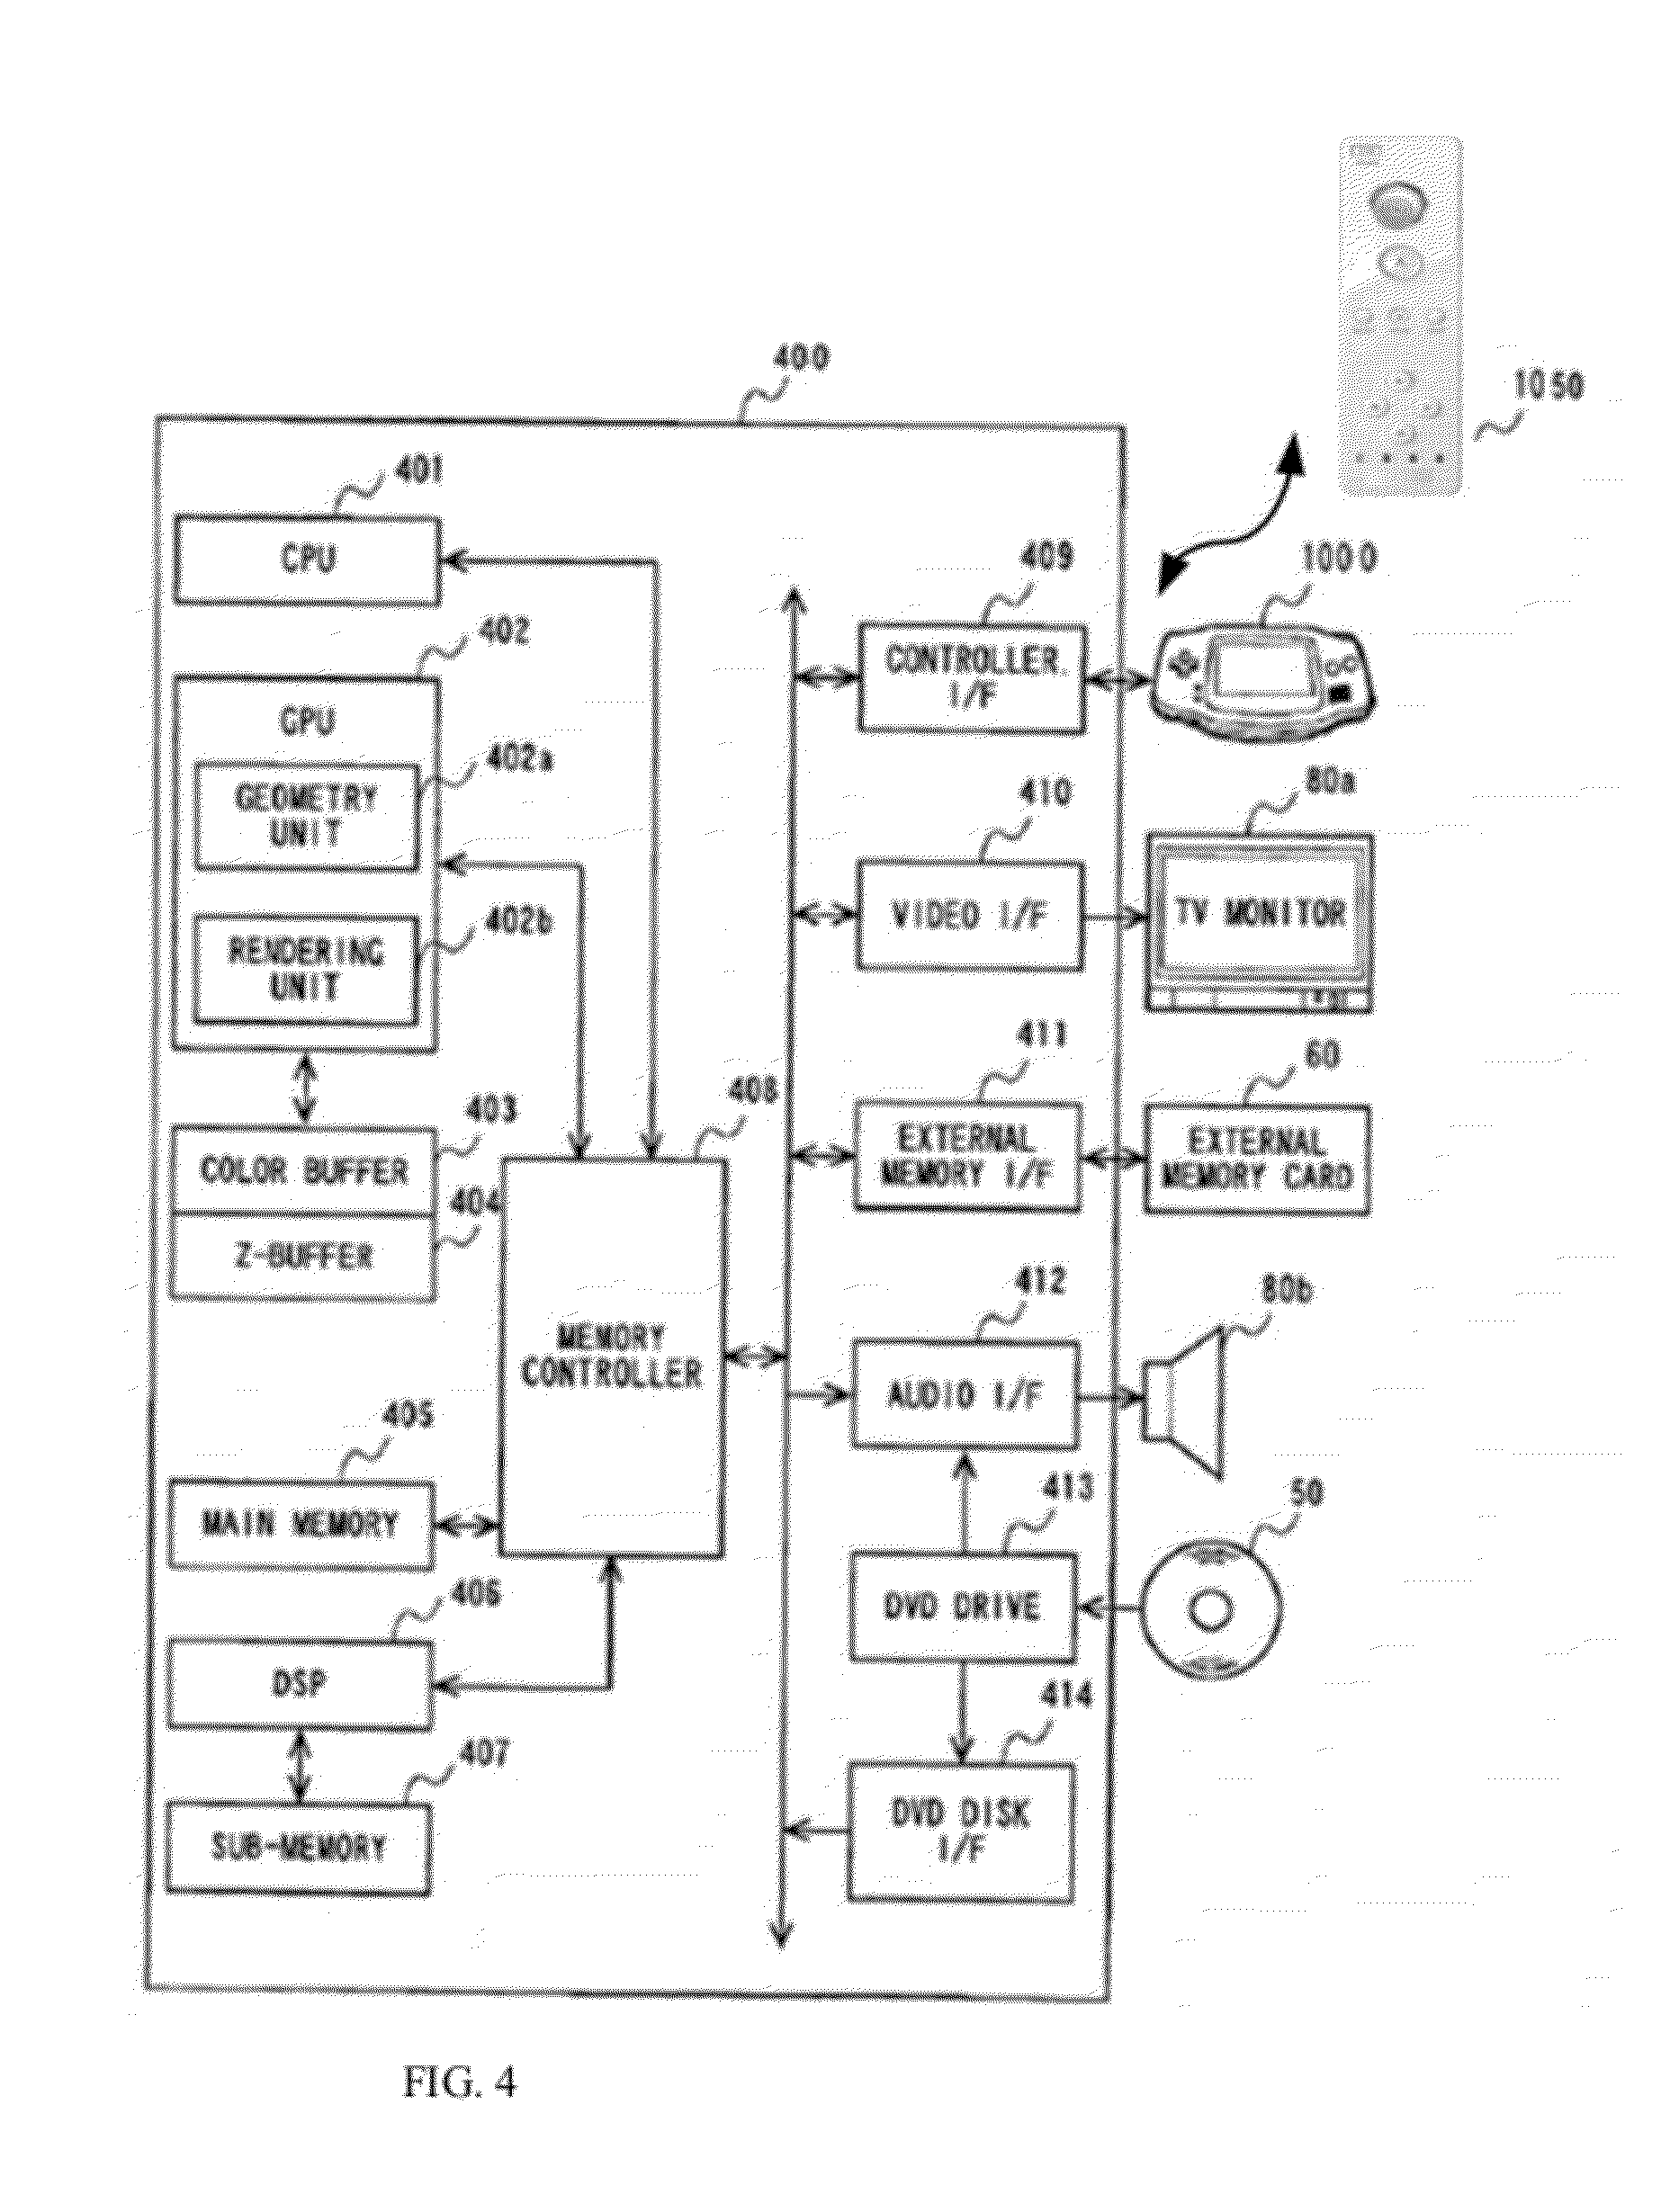 1050
400
401
CPU
409
1000
CONTROLLER
I/F
402
GPU
402a
GEOMETRY
UNIT
80a
410
VIDEO I/F
TV MONITOR
402b
RENDERING
UNIT
411
60
EXTERNAL
MEMORY I/F
EXTERNAL
MEMORY CARD
408
403
COLOR BUFFER
404
Z-BUFFER
412
80b
MEMORY
CONTROLLER
AUDIO I/F
405
MAIN MEMORY
413
50
DVD DRIVE
406
DSP
414
407
SUB-MEMORY
DVD DISK
I/F
FIG. 4